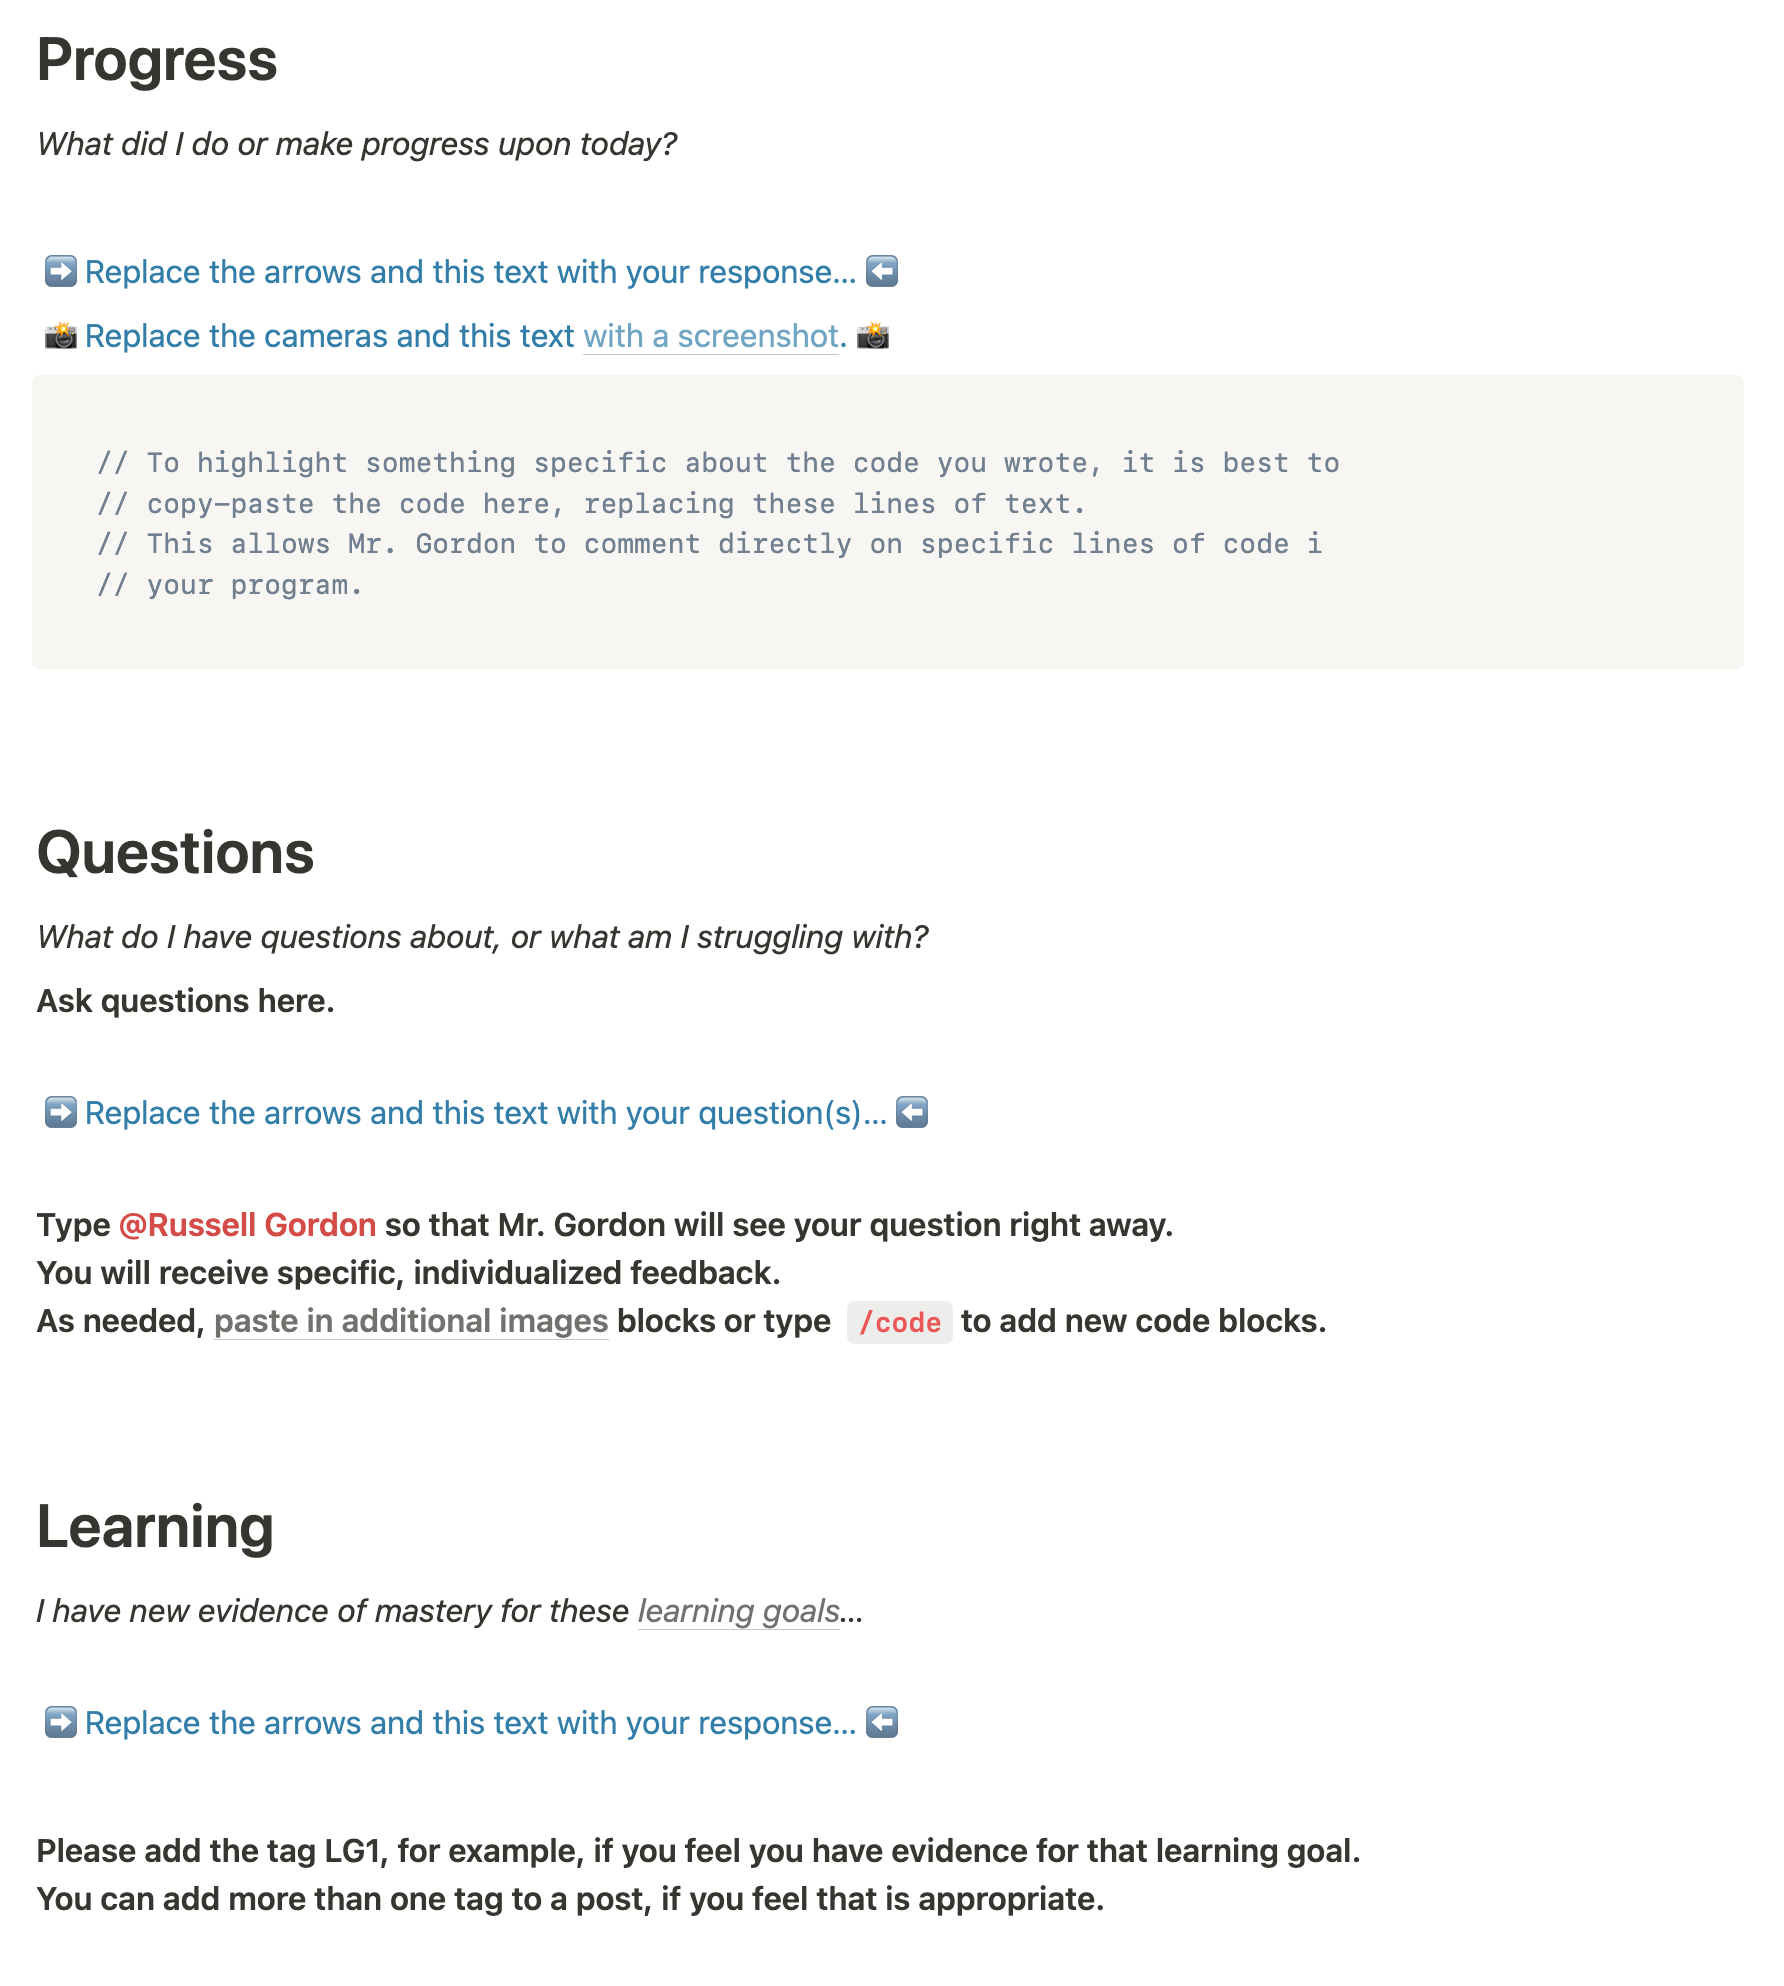 Progress
What did I do or make progress upon today?
➡️ Replace the arrows and this text with your response... ⬅️
📸 Replace the cameras and this text with a screenshot. 📸
// To highlight something specific about the code you wrote, it is best to
// copy-paste the code here, replacing these lines of text.
// This allows Mr. Gordon to comment directly on specific lines of code i
// your program.
Questions
What do I have questions about, or what am I struggling with?
Ask questions here.
➡️ Replace the arrows and this text with your question(s)... ⬅️
Type @Russell Gordon so that Mr. Gordon will see your question right away.
You will receive specific, individualized feedback.
As needed, paste in additional images blocks or type /code to add new code blocks.
Learning
I have new evidence of mastery for these learning goals...
➡️ Replace the arrows and this text with your response... ⬅️
Please add the tag LG1, for example, if you feel you have evidence for that learning goal.
You can add more than one tag to a post, if you feel that is appropriate.